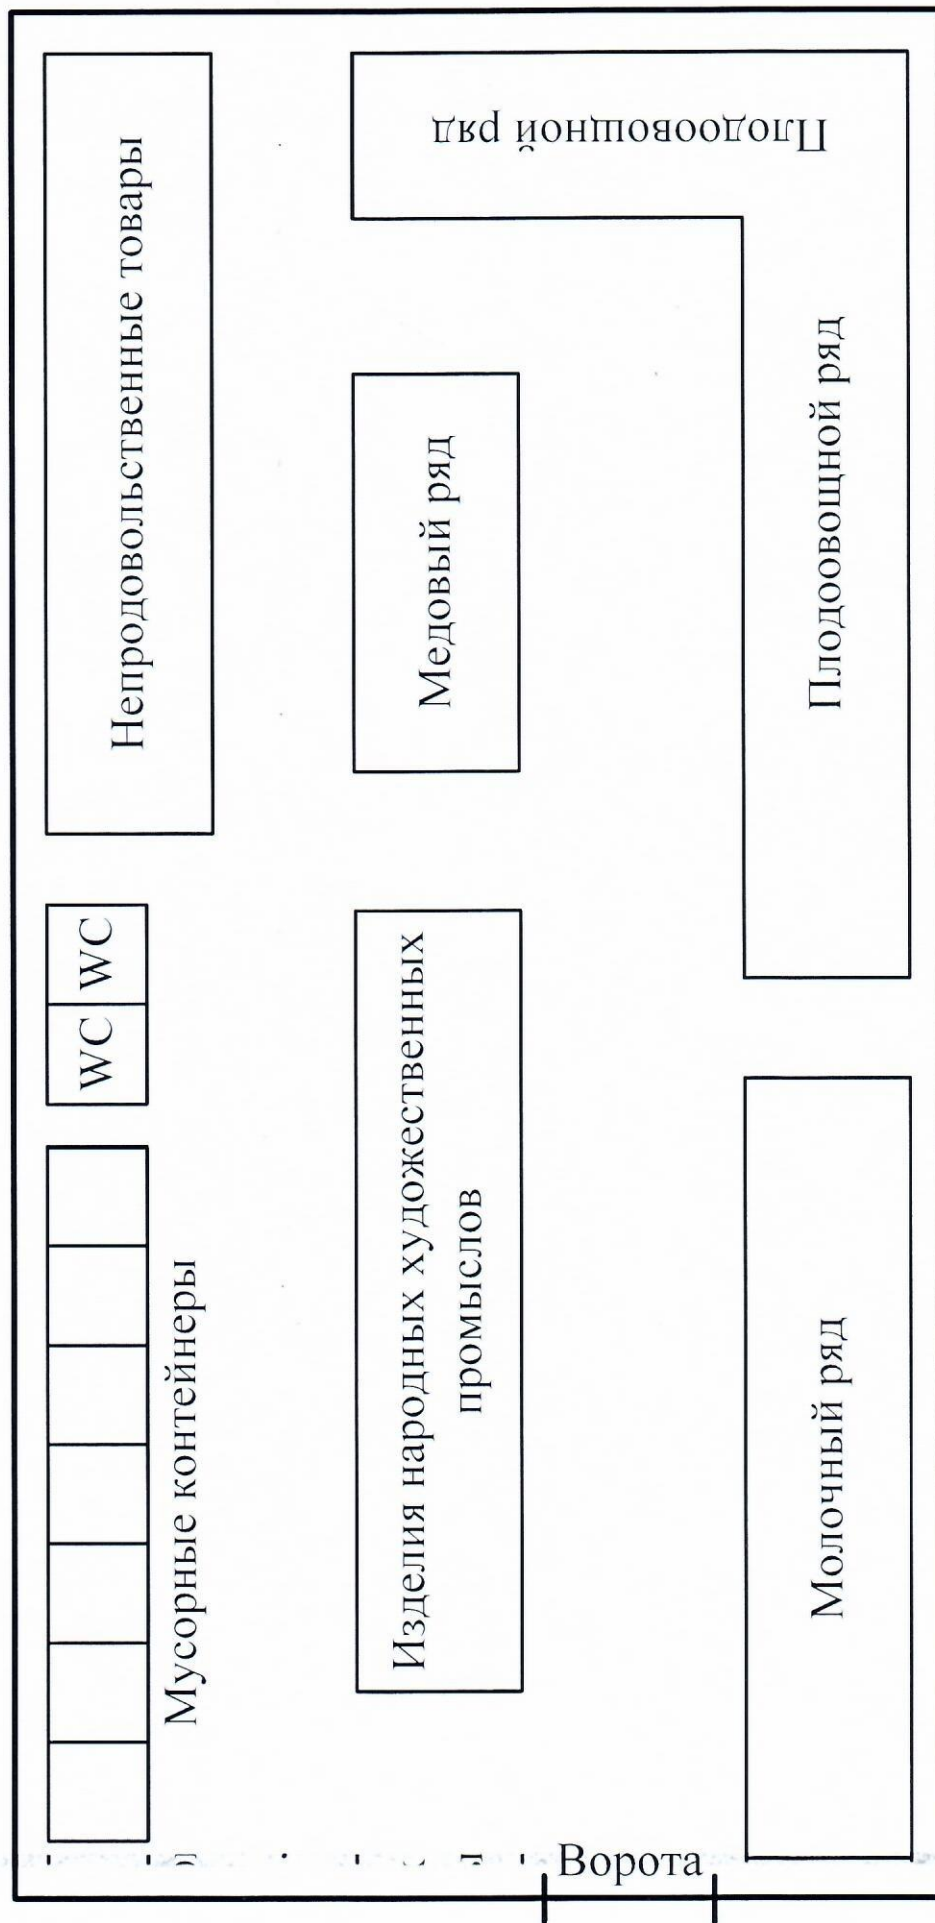 Мусорные контейнеры
WC
WC
Непродовольственные товары
Изделия народных художественных
промыслов
Медовый ряд
Плодоовощной ряд
Молочный ряд
Плодоовощной ряд
Ворота